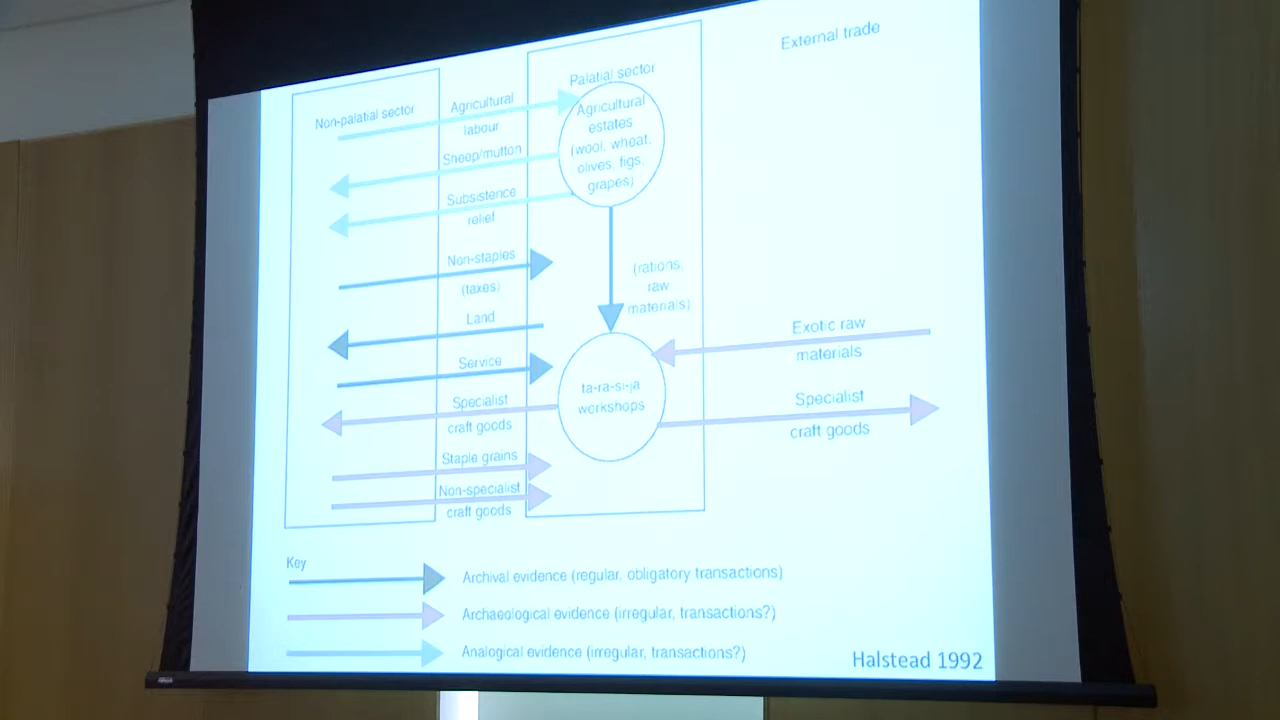 External trade
Palatial sector
Non-palatial sector
Agricultural
labour
Agricultural
estates
(wool, wheat,
olives, figs,
grapes)
Sheep/mutton
Subsistence
relief
Non-staples
(taxes)
(rations,
raw
materials)
Land
Exotic raw
materials
Service
ta-ra-si-ja
workshops
Specialist
craft goods
Specialist
craft goods
Staple grains
Non-specialist
craft goods
Key
Archival evidence (regular, obligatory transactions)
Archaeological evidence (irregular, transactions?)
Analogical evidence (irregular, transactions?)
Halstead 1992